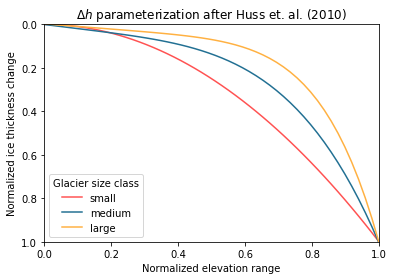 Δh parameterization after Huss et. al. (2010)
Normalized ice thickness change
0.0
0.2
0.4
0.6
0.8
1.0
Glacier size class
small
medium
large
0.0 0.2 0.4 0.6 0.8 1.0
Normalized elevation range